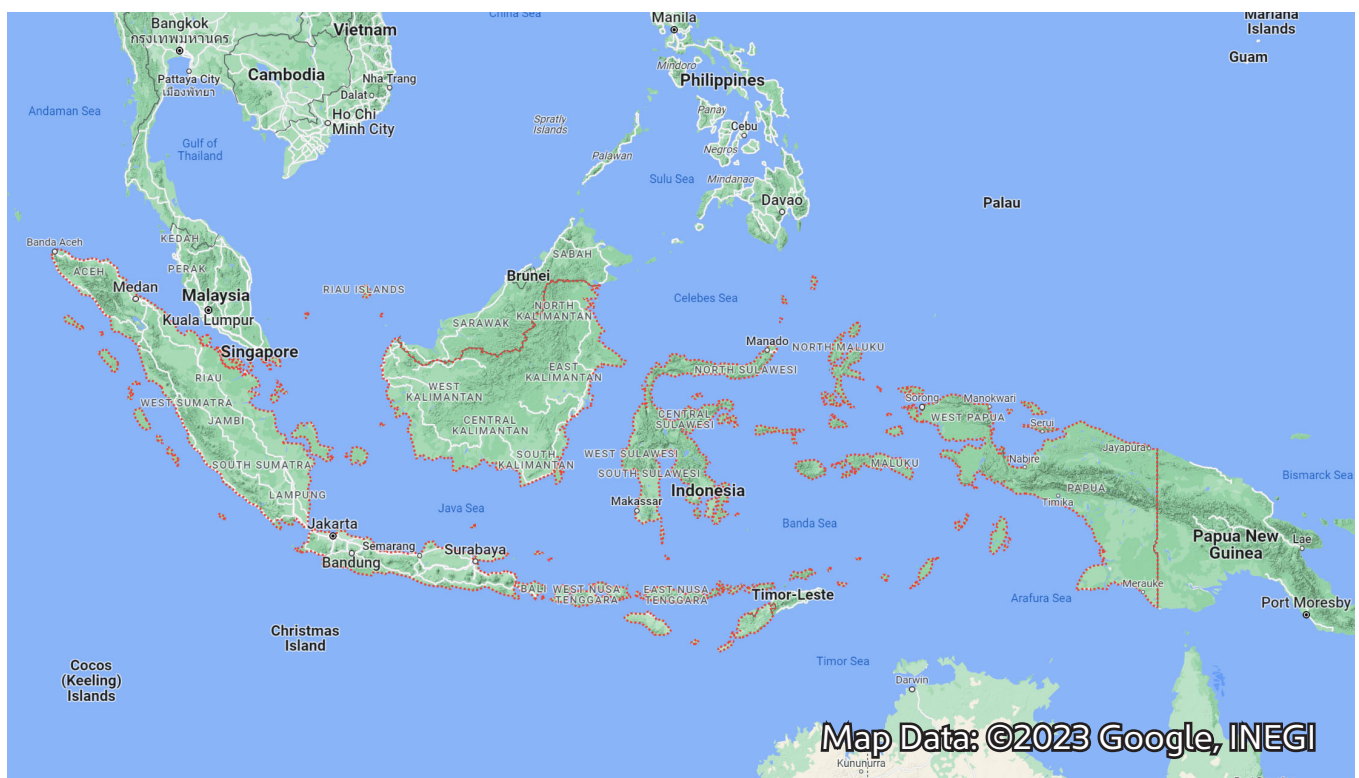 China Sea
Manila
Mariana
Islands
Bangkok
กรุงเทพมหานคร
Vietnam
Guam
Pattaya City
เมืองพัทยา
Cambodia
Nha Trang
Dalat
Mindoro
Philippines
Andaman Sea
Ho Chi
Minh City
Spratly
Islands
Panay
Cebu
Gulf of
Thailand
Palawan
Negros
Sulu Sea
Mindanao
Davao
Palau
Banda Aceh
KEDAH
SABAH
ACEH
PERAK
Brunei
Medan
Malaysia
RIAU ISLANDS
Celebes Sea
Kuala Lumpur
SARAWAK
NORTH
KALIMANTAN
Singapore
Manado
NORTH MALUKU
RIAU
EAST
KALIMANTAN
NORTH SULAWESI
WEST
KALIMANTAN
WEST SUMATRA
JAMBI
CENTRAL
KALIMANTAN
CENTRAL
SULAWESI
Sorong
Manokwari
WEST PAPUA
Serui
SOUTH SUMATRA
SOUTH
KALIMANTAN
WEST SULAWESI
SOUTH SULAWESI
MALUKU
Nabire
Jayapura
Bismarck Sea
LAMPUNG
Makassar
Indonesia
PAPUA
Timika
Java Sea
Jakarta
Banda Sea
Semarang
Surabaya
Bandung
Papua New
Guinea
Lae
BALI
WEST NUSA
TENGGARA
EAST NUSA
TENGGARA
Timor-Leste
Merauke
Arafura Sea
Port Moresby
Christmas
Island
Timor Sea
Cocos
(Keeling)
Islands
Darwin
Map Data: ©2023 Google, INEGI
Kununurra